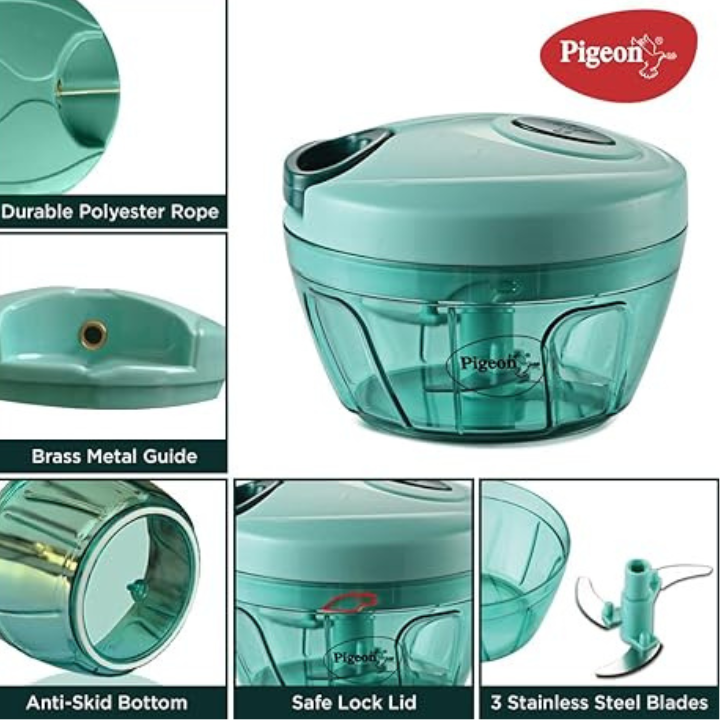 Pigeon®
Durable Polyester Rope
Pigeon
Brass Metal Guide
Anti-Skid Bottom
Pigeon
Safe Lock Lid
3 Stainless Steel Blades